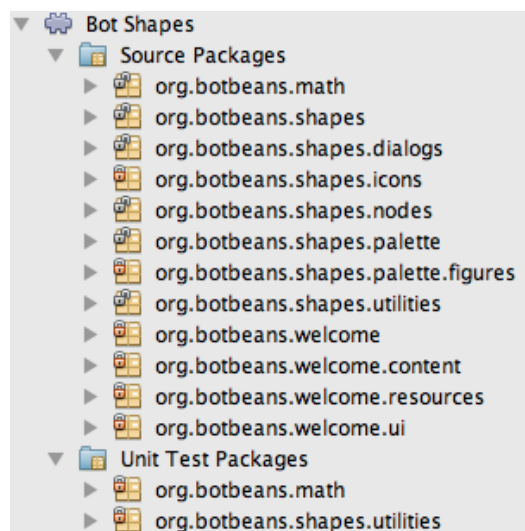 Bot Shapes
Source Packages
org.botbeans.math
org.botbeans.shapes
org.botbeans.shapes.dialogs
org.botbeans.shapes.icons
org.botbeans.shapes.nodes
org.botbeans.shapes.palette
org.botbeans.shapes.palette.figures
org.botbeans.shapes.utilities
org.botbeans.welcome
org.botbeans.welcome.content
org.botbeans.welcome.resources
org.botbeans.welcome.ui
Unit Test Packages
org.botbeans.math
org.botbeans.shapes.utilities